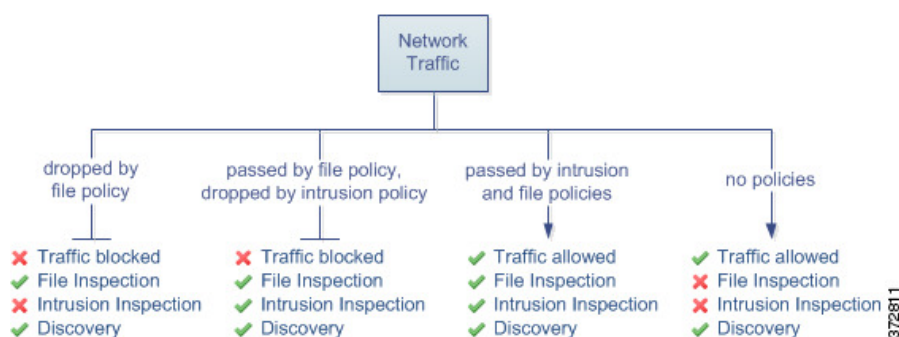 Network
Traffic
dropped by
file policy
passed by file policy,
dropped by intrusion policy
passed by intrusion
and file policies
no policies
Traffic blocked
File Inspection
Intrusion Inspection
Discovery
Traffic blocked
File Inspection
Intrusion Inspection
Discovery
Traffic allowed
File Inspection
Intrusion Inspection
Discovery
Traffic allowed
File Inspection
Intrusion Inspection
Discovery
372811